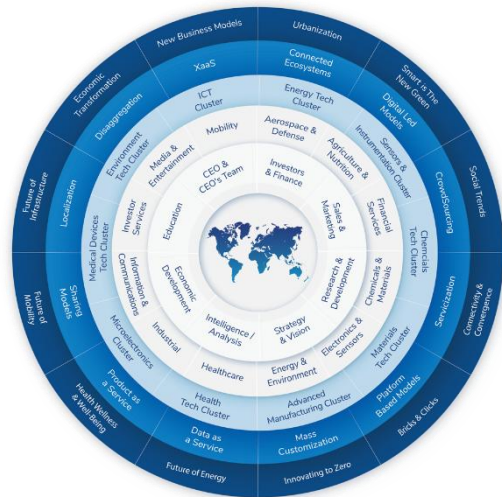 New Business Models
Urbanization
Smart is The
New Green
Social Trends
Connectivity &
Convergence
Bricks & Clicks
Innovating to Zero
Future of Energy
Health Wellness
& Well-Being
Future of
Mobility
Future of
Infrastructure
Economic
Transformation
XaaS
Connected
Ecosystems
Digital Led
Models
CrowdSourcing
Servicization
Platform
Based Models
Mass
Customization
Data as
a Service
Product as
a Service
Sharing
Models
Localization
Disaggregation
ICT
Cluster
Energy Tech
Cluster
Sensors &
Instrumentation Cluster
Chemcials
Tech Cluster
Materials
Tech Cluster
Advanced
Manufacturing Cluster
Health
Tech Cluster
Microelectronics
Cluster
Medical Devices
Tech Cluster
Environment
Tech Cluster
Mobility
Aerospace &
Defense
Agriculture &
Nutrition
Financial
Services
Chemicals &
Materials
Electronics &
Sensors
Energy &
Environment
Healthcare
Industrial
Information &
Communications
Investor
Services
Media &
Entertainment
CEO &
CEO's Team
Investors
& Finance
Sales &
Marketing
Research &
Development
Strategy
& Vision
Intelligence /
Analysis
Economic
Development
Education